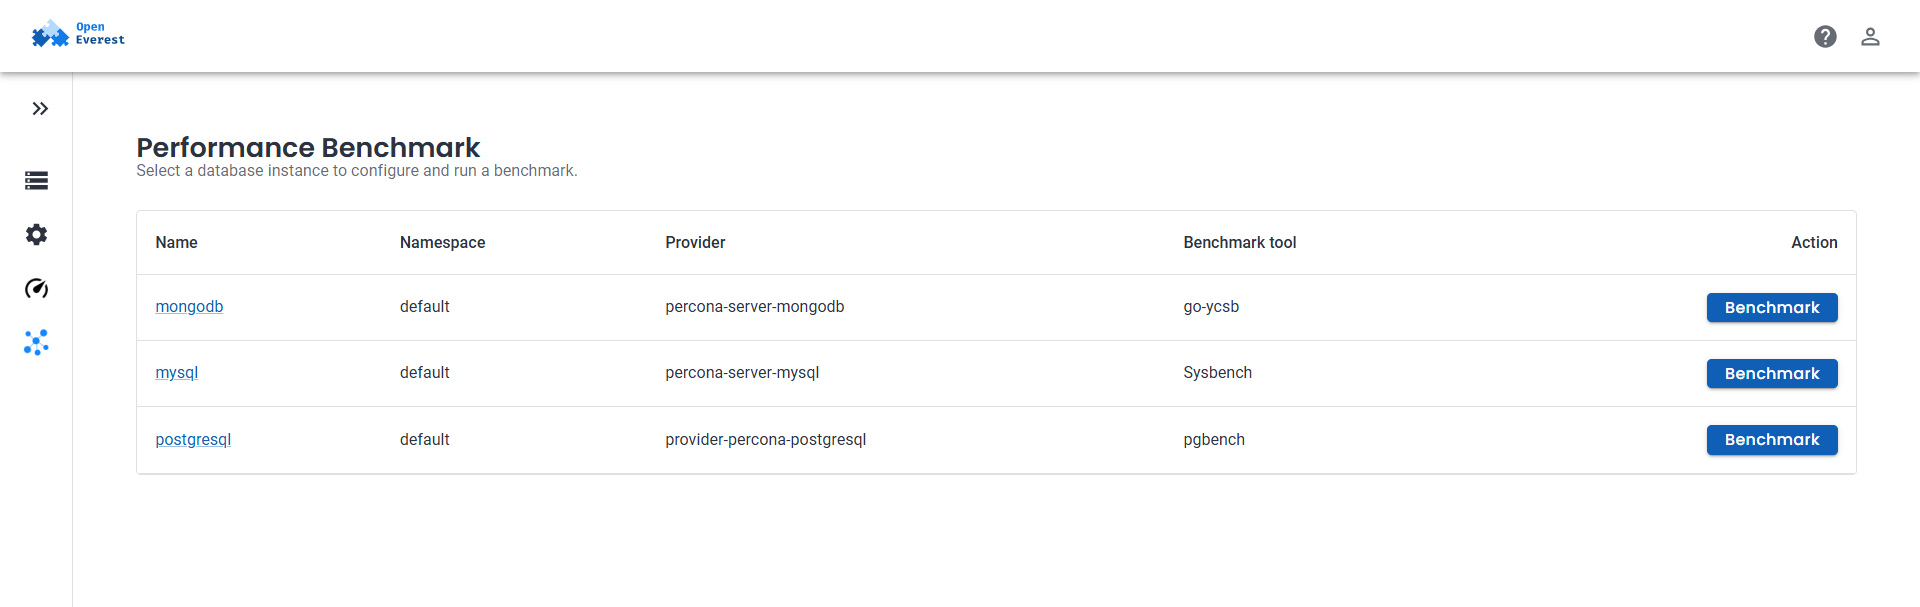 Open
Everest
Performance Benchmark
Select a database instance to configure and run a benchmark.
Name Namespace Provider Benchmark tool Action
mongodb default percona-server-mongodb go-ycsb Benchmark
mysql default percona-server-mysql Sysbench Benchmark
postgresql default provider-percona-postgresql pgbench Benchmark